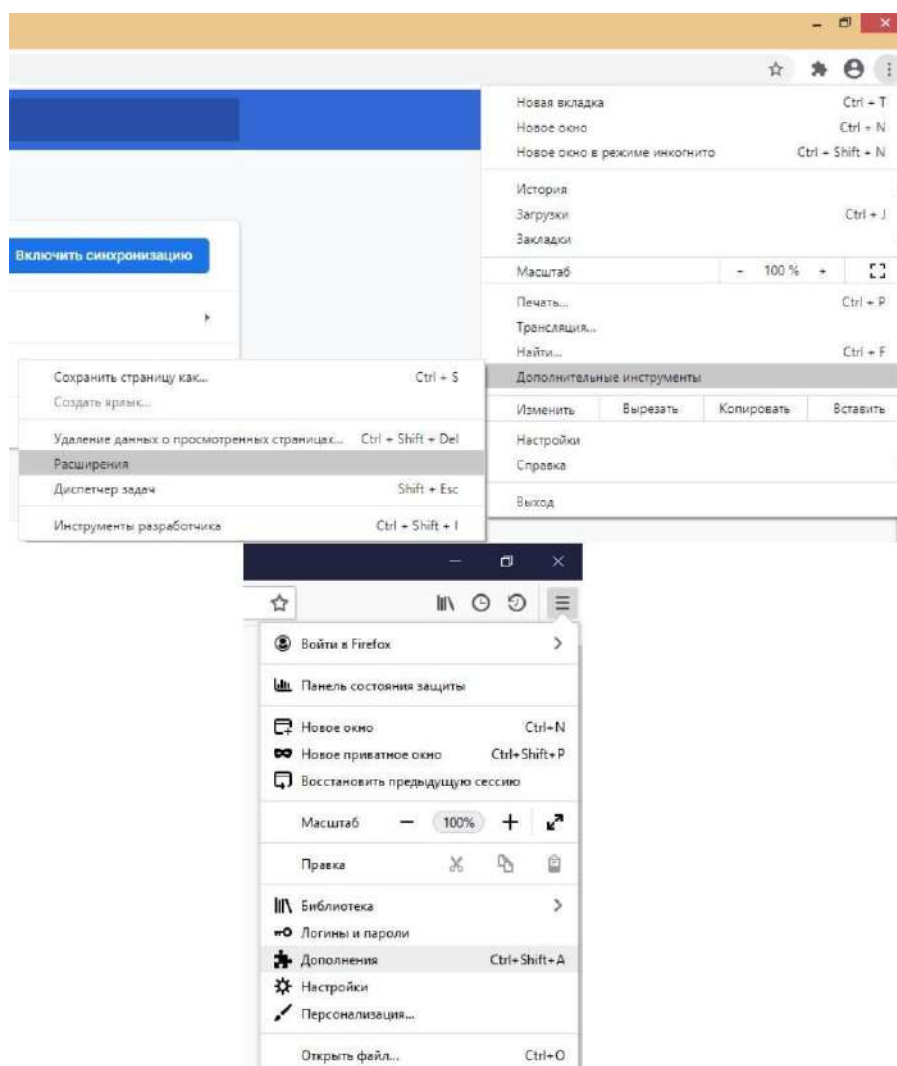 Новая вкладка Ctrl + T
Новое окно Ctrl + N
Новое окно в режиме инкогнито Ctrl + Shift + N
История
Загрузки Ctrl + J
Закладки
Включить синхронизацию
Масштаб - 100 % +
Печать... Ctrl + P
Трансляция...
Найти... Ctrl + F
Дополнительные инструменты
Изменить Вырезать Копировать Вставить
Настройки
Справка
Выход
Сохранить страницу как... Ctrl + S
Создать ярлык...
Удаление данных о просмотренных страницах... Ctrl + Shift + Del
Расширения
Диспетчер задач Shift + Esc
Инструменты разработчика Ctrl + Shift + I
Войти в Firefox
Панель состояния защиты
Новое окно Ctrl+N
Новое приватное окно Ctrl+Shift+P
Восстановить предыдущую сессию
Масштаб − 100% +
Правка
Библиотека
Логины и пароли
Дополнения Ctrl+Shift+A
Настройки
Персонализация...
Открыть файл... Ctrl+O